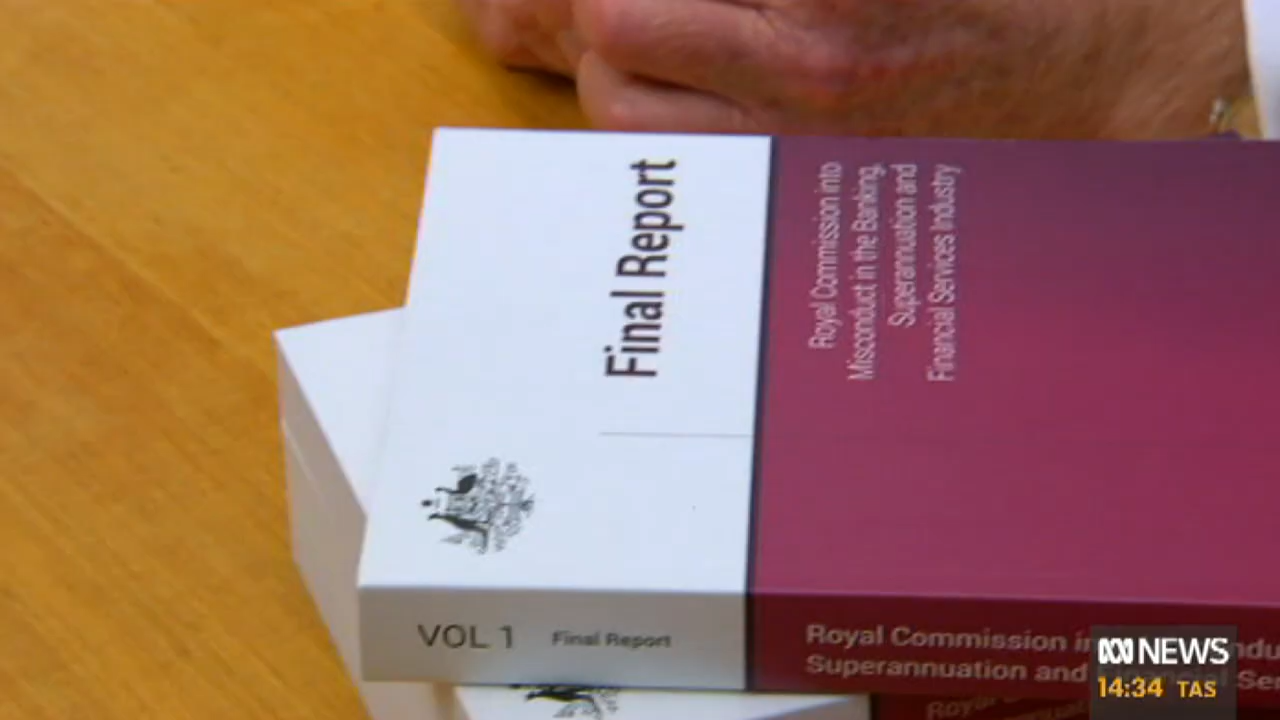 Final Report
Royal Commission into
Misconduct in the Banking,
Superannuation and
Financial Services Industry
VOL 1 Final Report
Royal Commission in
Superannuation and
NEWS
14:34 TAS